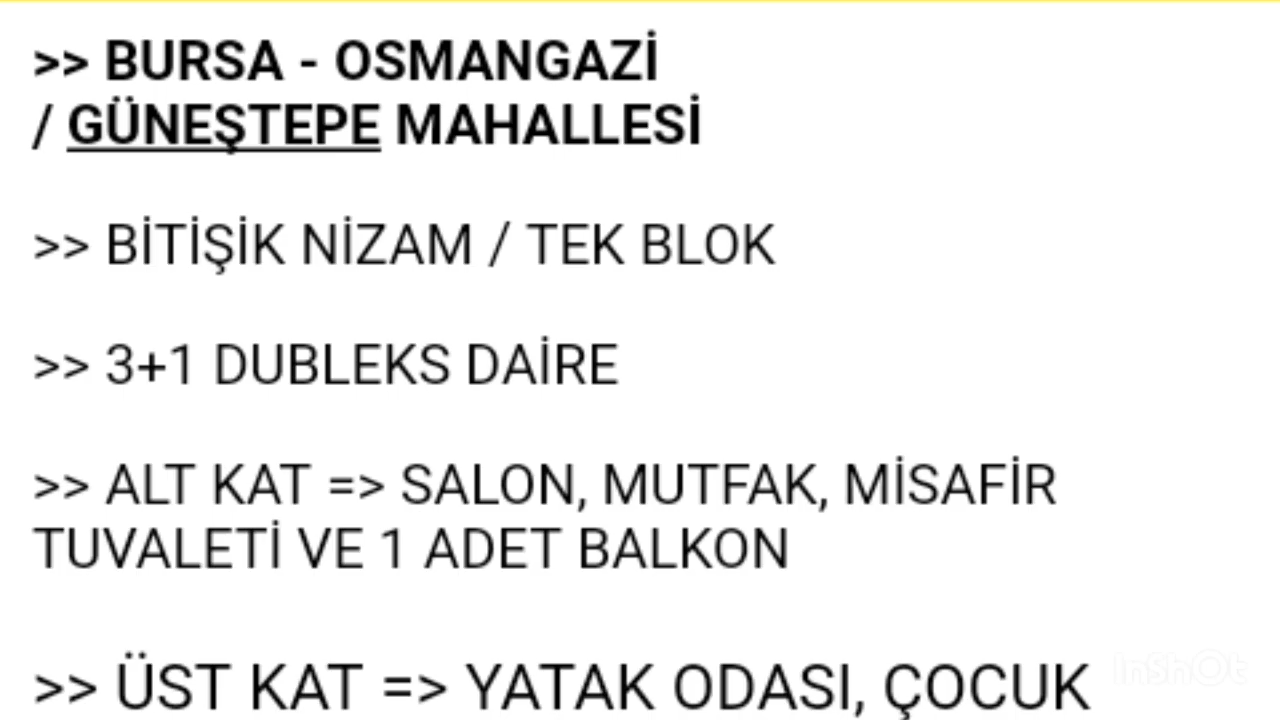 >> BURSA - OSMANGAZİ
/ GÜNEŞTEPE MAHALLESİ
>> BİTİŞİK NİZAM / TEK BLOK
>> 3+1 DUBLEKS DAİRE
>> ALT KAT => SALON, MUTFAK, MİSAFİR
TUVALETİ VE 1 ADET BALKON
>> ÜST KAT => YATAK ODASI, ÇOCUK
InShOt